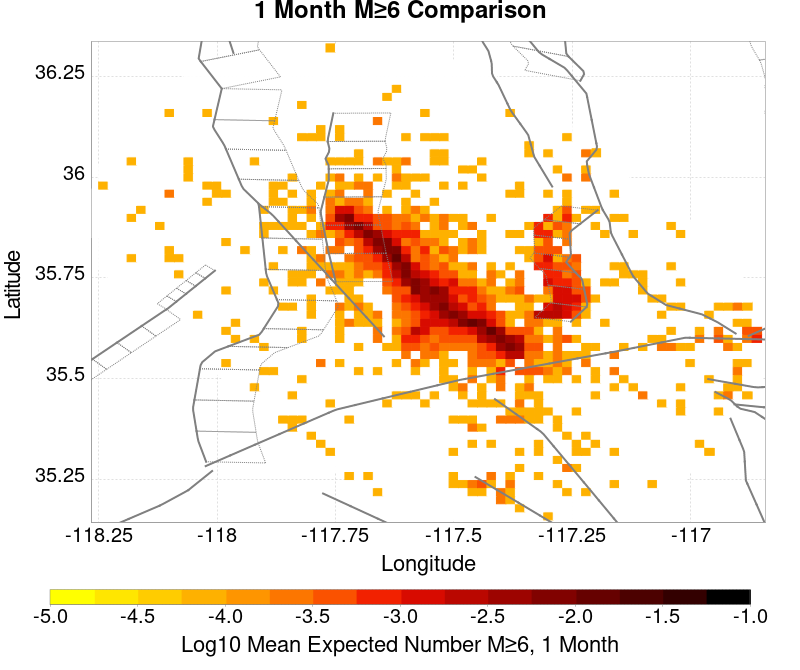 1 Month M≥6 Comparison
36.25
36
35.75
35.5
35.25
Latitude
-118.25 -118 -117.75 -117.5 -117.25 -117
Longitude
-5.0 -4.5 -4.0 -3.5 -3.0 -2.5 -2.0 -1.5 -1.0
Log10 Mean Expected Number M≥6, 1 Month